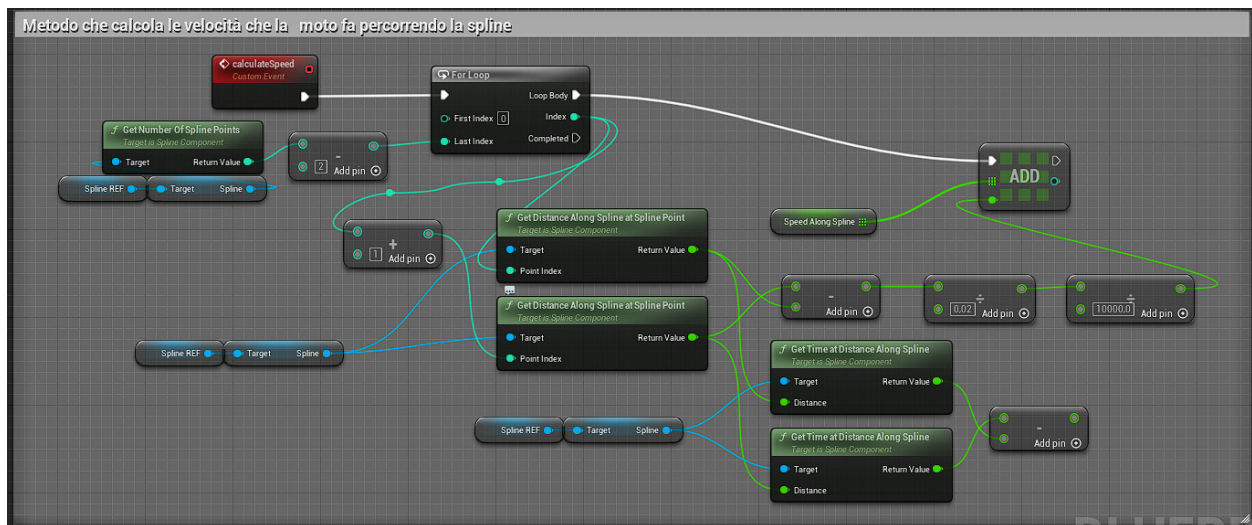 Metodo che calcola le velocità che la moto fa percorrendo la spline
calculateSpeed
Custom Event
For Loop
Loop Body
First Index 0
Index
Last Index
Completed
Get Number Of Spline Points
Target is Spline Component
Target Return Value
Spline REF Target Spline
-
2 Add pin
ADD
+
1 Add pin
Get Distance Along Spline at Spline Point
Target is Spline Component
Target Return Value
Point Index
Speed Along Spline
Get Distance Along Spline at Spline Point
Target is Spline Component
Target Return Value
Point Index
-
Add pin
÷
0,02 Add pin
÷
10000,0 Add pin
Spline REF Target Spline
Get Time at Distance Along Spline
Target is Spline Component
Target Return Value
Distance
Spline REF Target Spline
-
Add pin
Get Time at Distance Along Spline
Target is Spline Component
Target Return Value
Distance